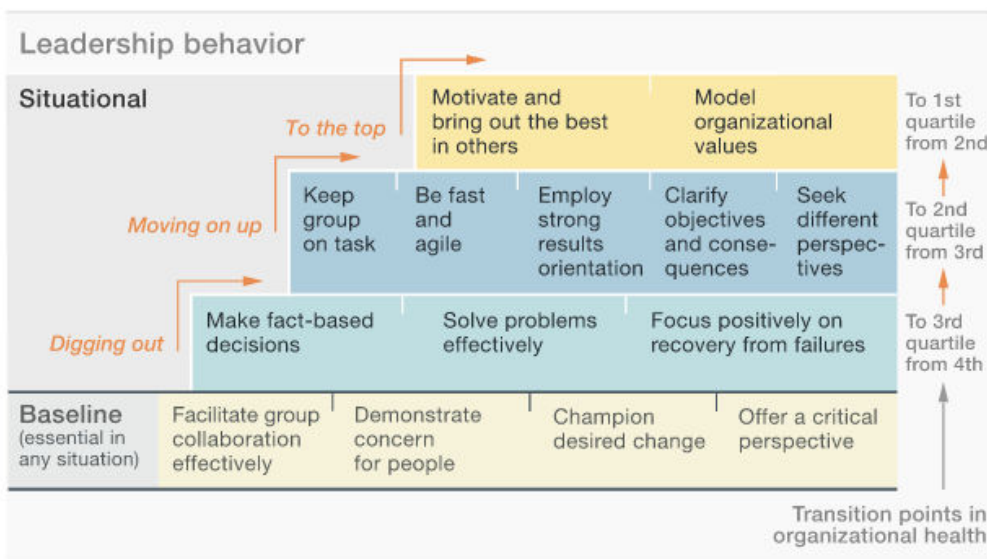 Leadership behavior
Situational
To the top
Motivate and
bring out the best
in others
Model
organizational
values
To 1st
quartile
from 2nd
Moving on up
Keep
group
on task
Be fast
and
agile
Employ
strong
results
orientation
Clarify
objectives
and conse-
quences
Seek
different
perspec-
tives
To 2nd
quartile
from 3rd
Digging out
Make fact-based
decisions
Solve problems
effectively
Focus positively on
recovery from failures
To 3rd
quartile
from 4th
Baseline
(essential in
any situation)
Facilitate group
collaboration
effectively
Demonstrate
concern
for people
Champion
desired change
Offer a critical
perspective
Transition points in
organizational health